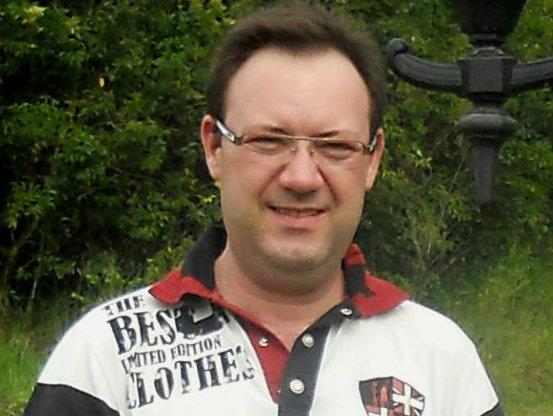 THE
BEST
LIMITED EDITION
CLOTHES